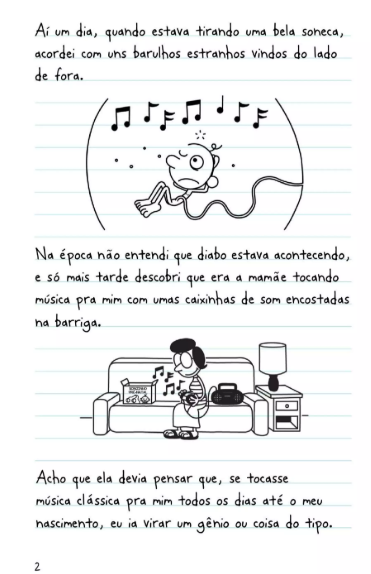 Aí um dia, quando estava tirando uma bela soneca,
acordei com uns barulhos estranhos vindos do lado
de fora.
Na época não entendi que diabo estava acontecendo,
e só mais tarde descobri que era a mamãe tocando
música pra mim com umas caixinhas de som encostadas
na barriga.
Acho que ela devia pensar que, se tocasse
música clássica pra mim todos os dias até o meu
nascimento, eu ia virar um gênio ou coisa do tipo.
2